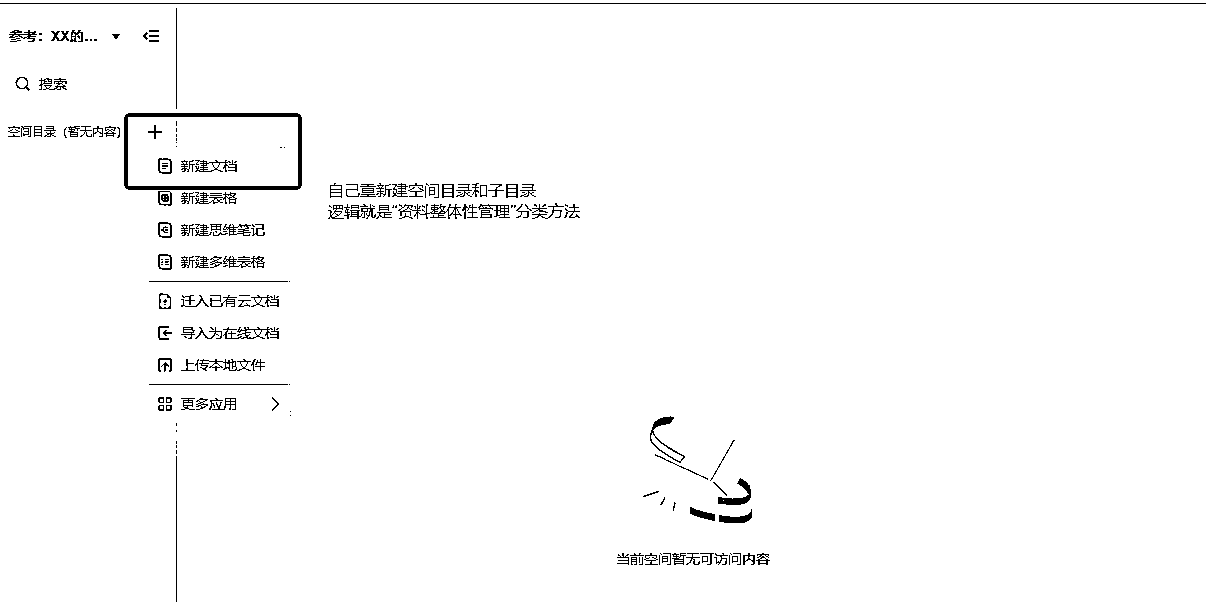 参考：XX的...
搜索
空间目录（暂无内容）
新建文档
新建表格
新建思维笔记
新建多维表格
迁入已有云文档
导入为在线文档
上传本地文件
更多应用
自己重新建空间目录和子目录
逻辑就是“资料整体性管理”分类方法
当前空间暂无可访问内容